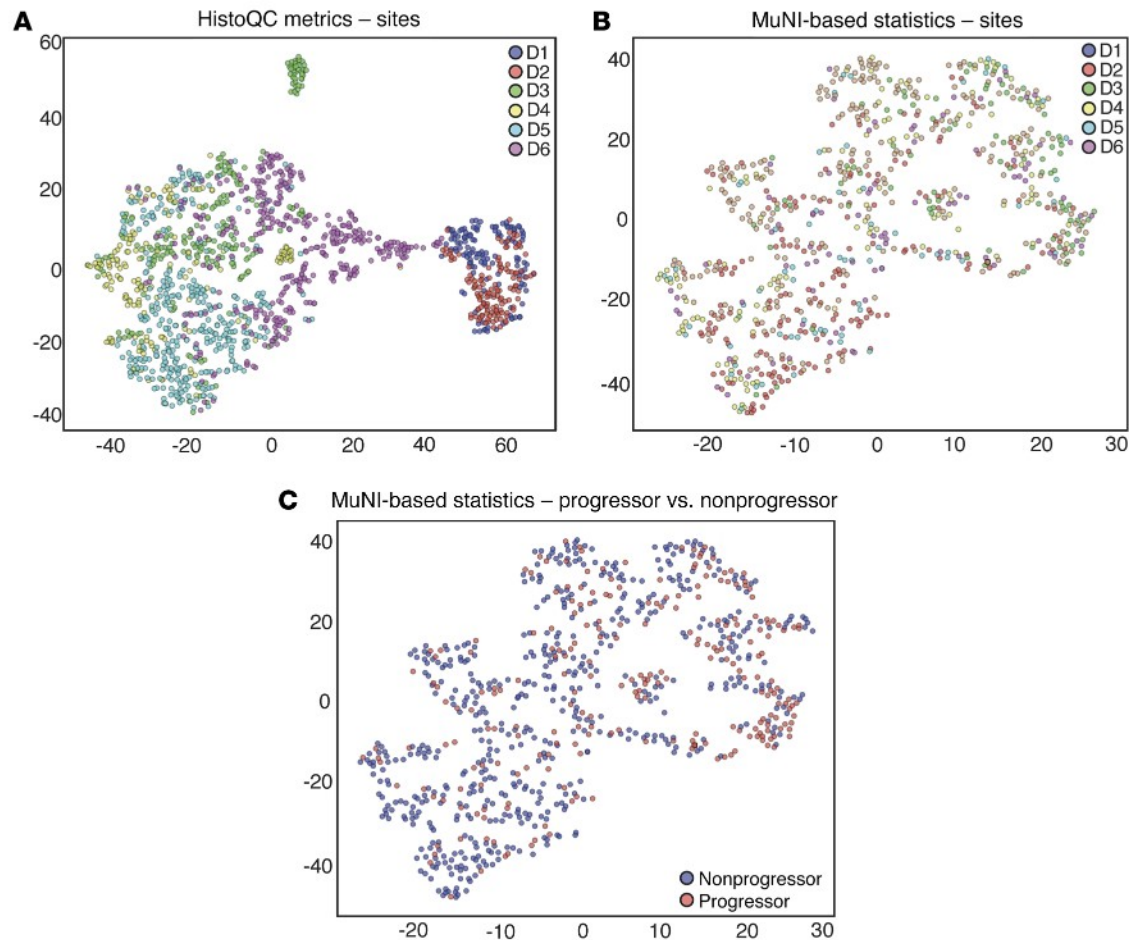 A HistoQC metrics – sites
60
40
20
0
-20
-40
-40 -20 0 20 40 60
D1
D2
D3
D4
D5
D6
B MuNI-based statistics – sites
40
20
0
-20
-40
-20 -10 0 10 20 30
D1
D2
D3
D4
D5
D6
C MuNI-based statistics – progressor vs. nonprogressor
40
20
0
-20
-40
-20 -10 0 10 20 30
Nonprogressor
Progressor